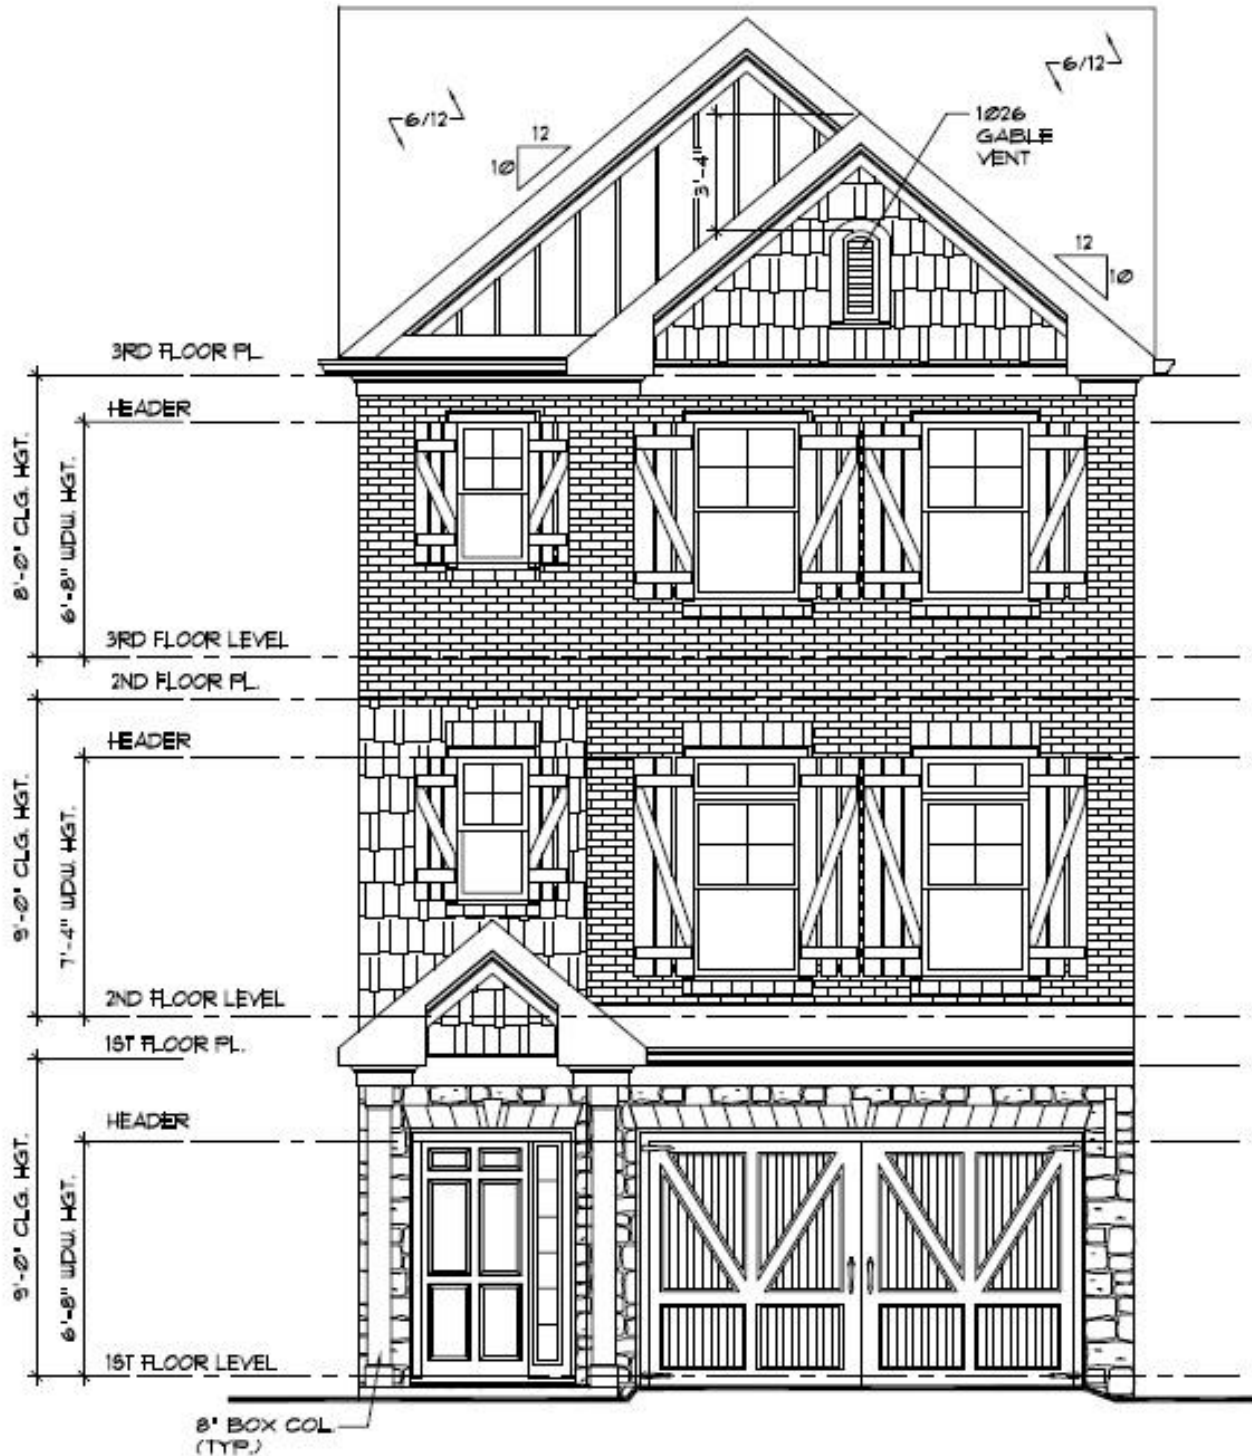 6/12
6/12
12
10
1026
GABLE
VENT
3'-4"
12
10
3RD FLOOR PL.
HEADER
8'-0" CLG. HGT.
6'-8" WDW. HGT.
3RD FLOOR LEVEL
2ND FLOOR PL.
HEADER
9'-0" CLG. HGT.
7'-4" WDW. HGT.
2ND FLOOR LEVEL
1ST FLOOR PL.
HEADER
9'-0" CLG. HGT.
6'-8" WDW. HGT.
1ST FLOOR LEVEL
8" BOX COL.
(TYP.)